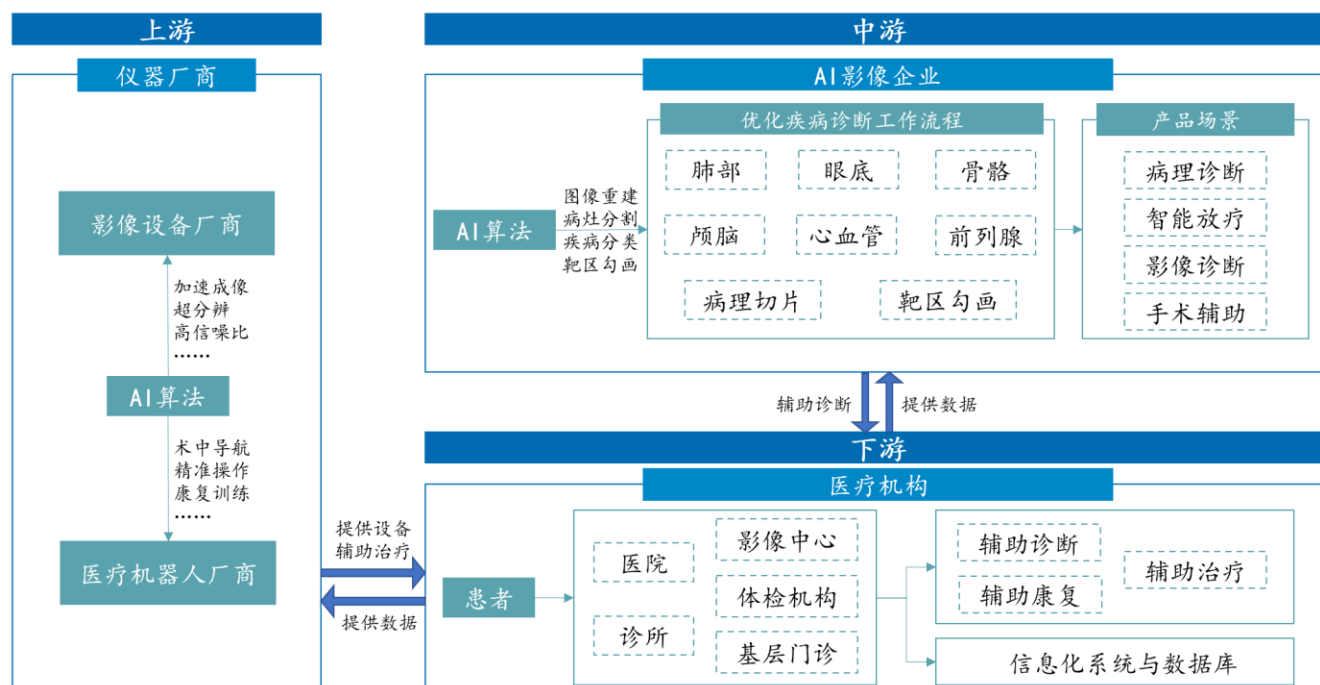 上游
仪器厂商
影像设备厂商
加速成像
超分辨
高信噪比
……
AI算法
术中导航
精准操作
康复训练
……
医疗机器人厂商
提供设备
辅助治疗
提供数据
中游
AI影像企业
AI算法
图像重建
病灶分割
疾病分类
靶区勾画
优化疾病诊断工作流程
肺部
眼底
骨骼
颅脑
心血管
前列腺
病理切片
靶区勾画
产品场景
病理诊断
智能放疗
影像诊断
手术辅助
辅助诊断
提供数据
下游
医疗机构
患者
医院
诊所
影像中心
体检机构
基层门诊
辅助诊断
辅助康复
辅助治疗
信息化系统与数据库